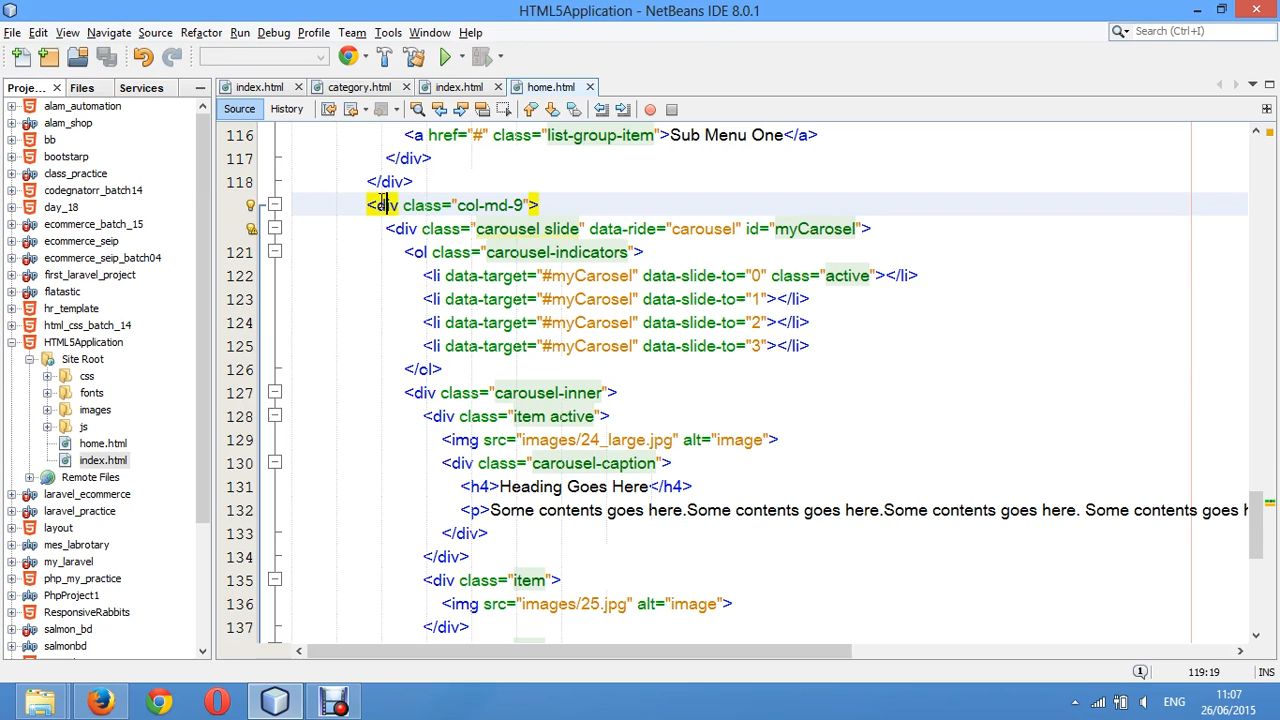 HTML5Application - NetBeans IDE 8.0.1
File Edit View Navigate Source Refactor Run Debug Profile Team Tools Window Help
Search (Ctrl+I)
Proje... Files Services
index.html category.html index.html home.html
Source History
alam_automation
alam_shop
bb
bootstarp
class_practice
codegnatorr_batch14
day_18
ecommerce_batch_15
ecommerce_seip
ecommerce_seip_batch04
first_laravel_project
flatastic
hr_template
html_css_batch_14
HTML5Application
Site Root
css
fonts
images
js
home.html
index.html
Remote Files
laravel_ecommerce
laravel_practice
layout
mes_labrotary
my_laravel
php_my_practice
PhpProject1
ResponsiveRabbits
salmon_bd
salmonbd
116 <a href="#" class="list-group-item">Sub Menu One</a>
117 </div>
118 </div>
<div class="col-md-9">
<div class="carousel slide" data-ride="carousel" id="myCarosel">
121 <ol class="carousel-indicators">
122 <li data-target="#myCarosel" data-slide-to="0" class="active"></li>
123 <li data-target="#myCarosel" data-slide-to="1"></li>
124 <li data-target="#myCarosel" data-slide-to="2"></li>
125 <li data-target="#myCarosel" data-slide-to="3"></li>
126 </ol>
127 <div class="carousel-inner">
128 <div class="item active">
129 <img src="images/24_large.jpg" alt="image">
130 <div class="carousel-caption">
131 <h4>Heading Goes Here</h4>
132 <p>Some contents goes here.Some contents goes here.Some contents goes here. Some contents goes h
133 </div>
134 </div>
135 <div class="item">
136 <img src="images/25.jpg" alt="image">
137 </div>
1 119:19 INS
ENG 11:07
26/06/2015